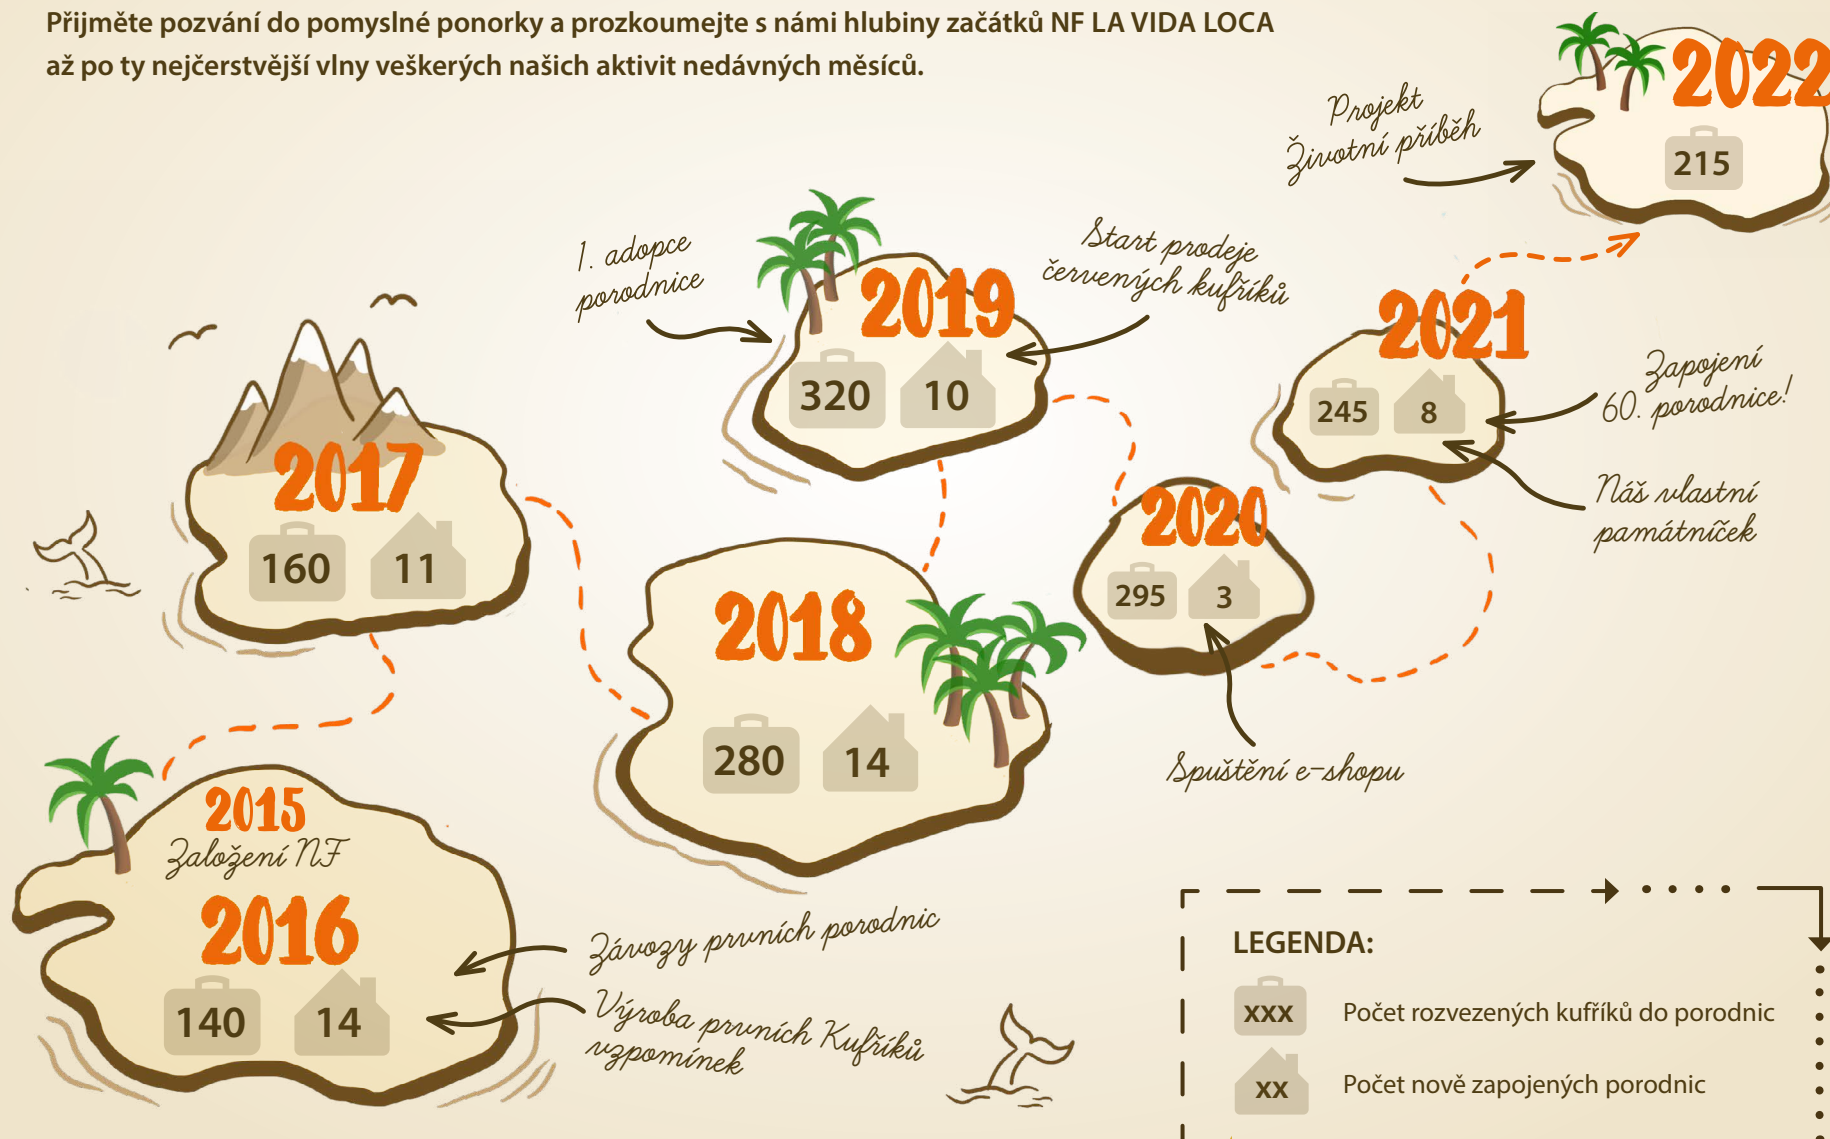 Přijměte pozvání do pomyslné ponorky a prozkoumejte s námi hlubiny začátků NF LA VIDA LOCA
až po ty nejčerstvější vlny veškerých našich aktivit nedávných měsíců.
2022
215
Projekt
Životní příběh
1. adopce
porodnice
2019
320
10
Start prodeje
červených kufříků
2021
245
8
Zapojení
60. porodnice!
Náš vlastní
památníček
2017
160
11
2020
295
3
Spuštění e-shopu
2018
280
14
2015
Založení NF
2016
140
14
Závozy prvních porodnic
Výroba prvních Kufříků
vzpomínek
LEGENDA:
xxx
Počet rozvezených kufříků do porodnic
xx
Počet nově zapojených porodnic